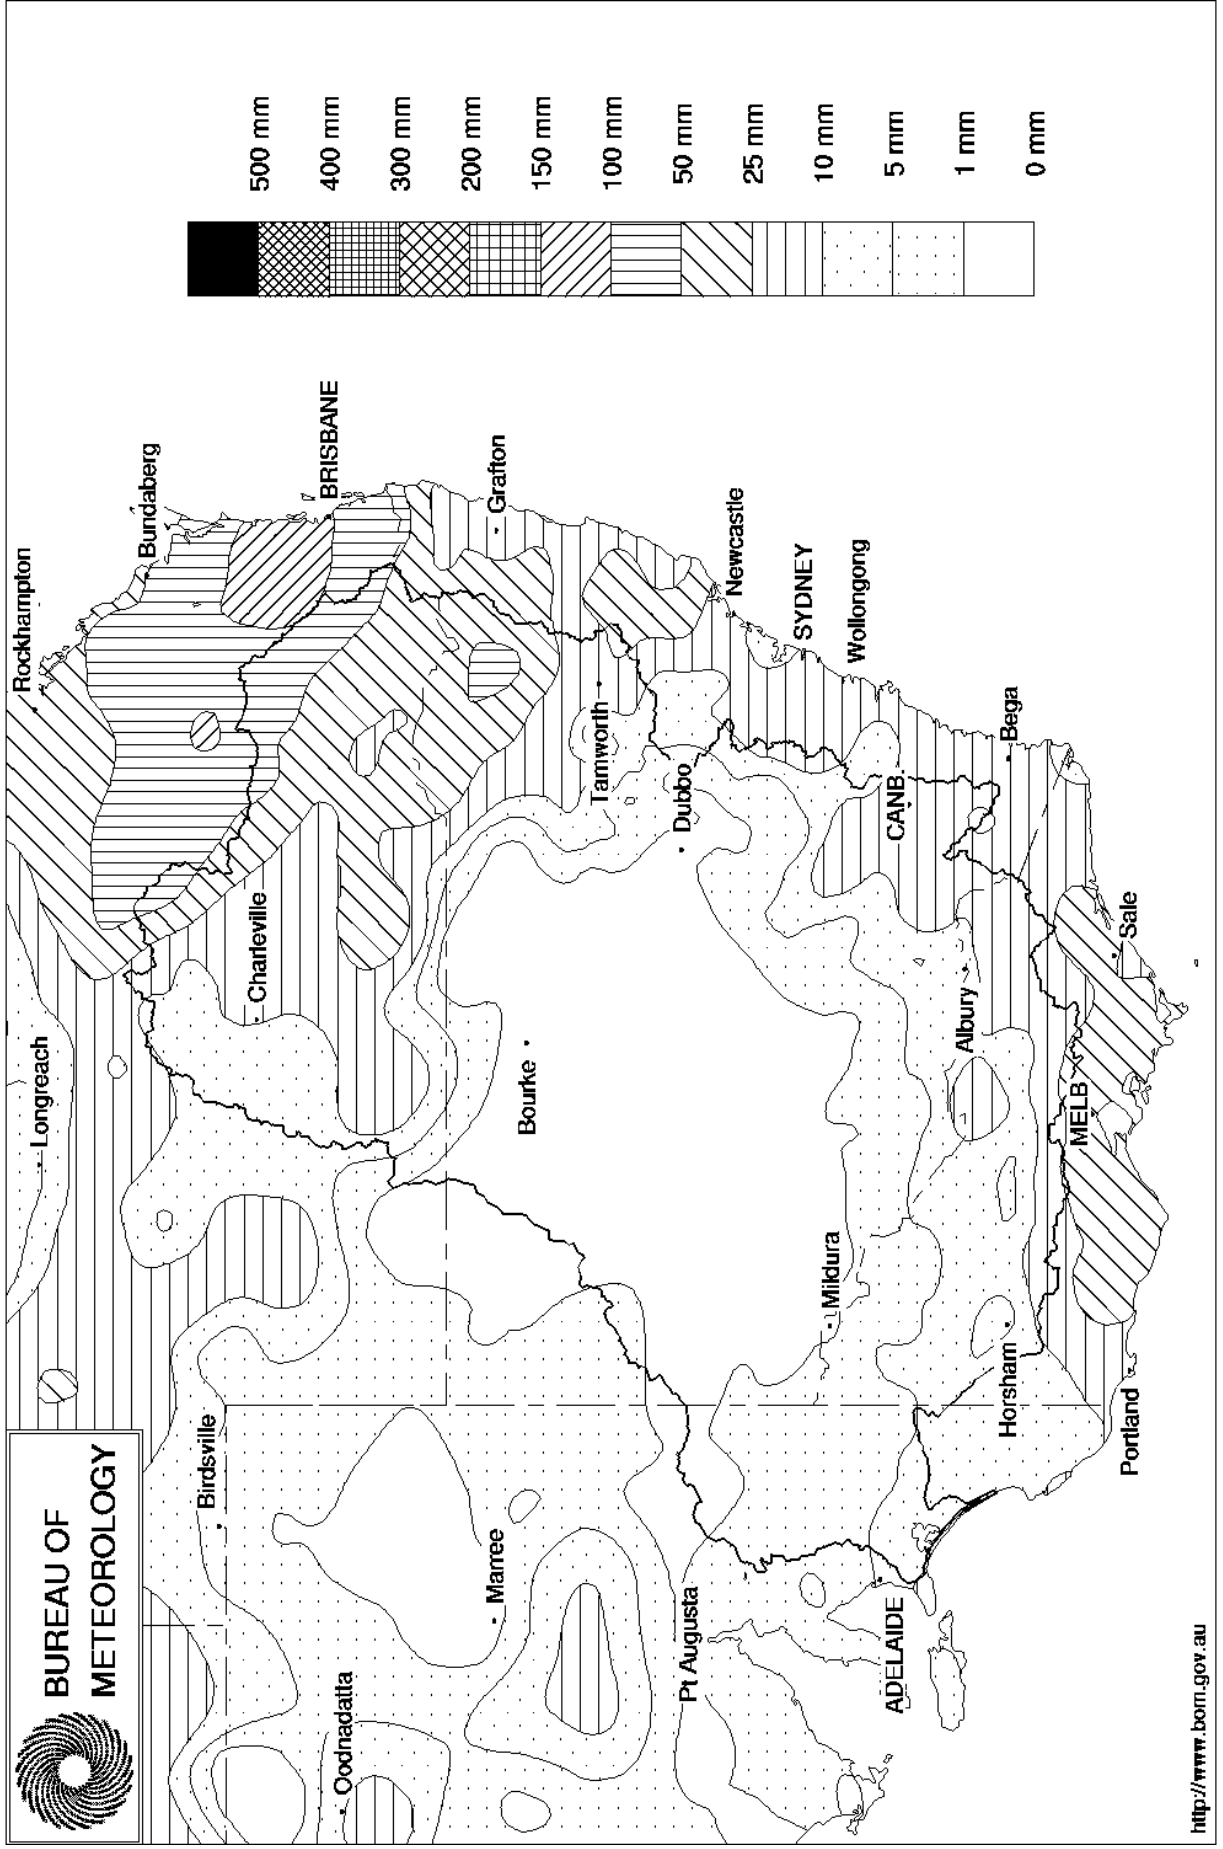 BUREAU OF
METEOROLOGY
Longreach
Rockhampton
Birdsville
Charleville
Bundaberg
Oodnadatta
BRISBANE
Marree
Bourke
Grafton
Tamworth
Pt Augusta
Dubbo
Newcastle
Mildura
SYDNEY
ADELAIDE
CANB.
Wollongong
Albury
Horsham
Bega
MELB
Portland
Sale
500 mm
400 mm
300 mm
200 mm
150 mm
100 mm
50 mm
25 mm
10 mm
5 mm
1 mm
0 mm
http://www.bom.gov.au